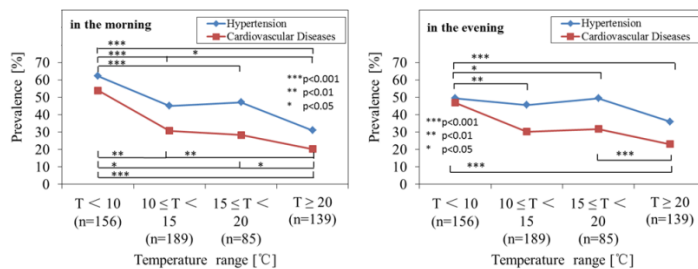 in the morning
Hypertension
Cardiovascular Diseases
Prevalence [%]
70
60
50
40
30
20
10
0
***
***
*
***
***p<0.001
** p<0.01
* p<0.05
**
**
*
*
***
T < 10
(n=156)
10 ≤ T <
15
(n=189)
15 ≤ T <
20
(n=85)
T ≥ 20
(n=139)
Temperature range [℃]
in the evening
Hypertension
Cardiovascular Diseases
Prevalence [%]
70
60
50
40
30
20
10
0
***
*
**
***p<0.001
** p<0.01
* p<0.05
***
***
T < 10
(n=156)
10 ≤ T <
15
(n=189)
15 ≤ T <
20
(n=85)
T ≥ 20
(n=139)
Temperature range [℃]